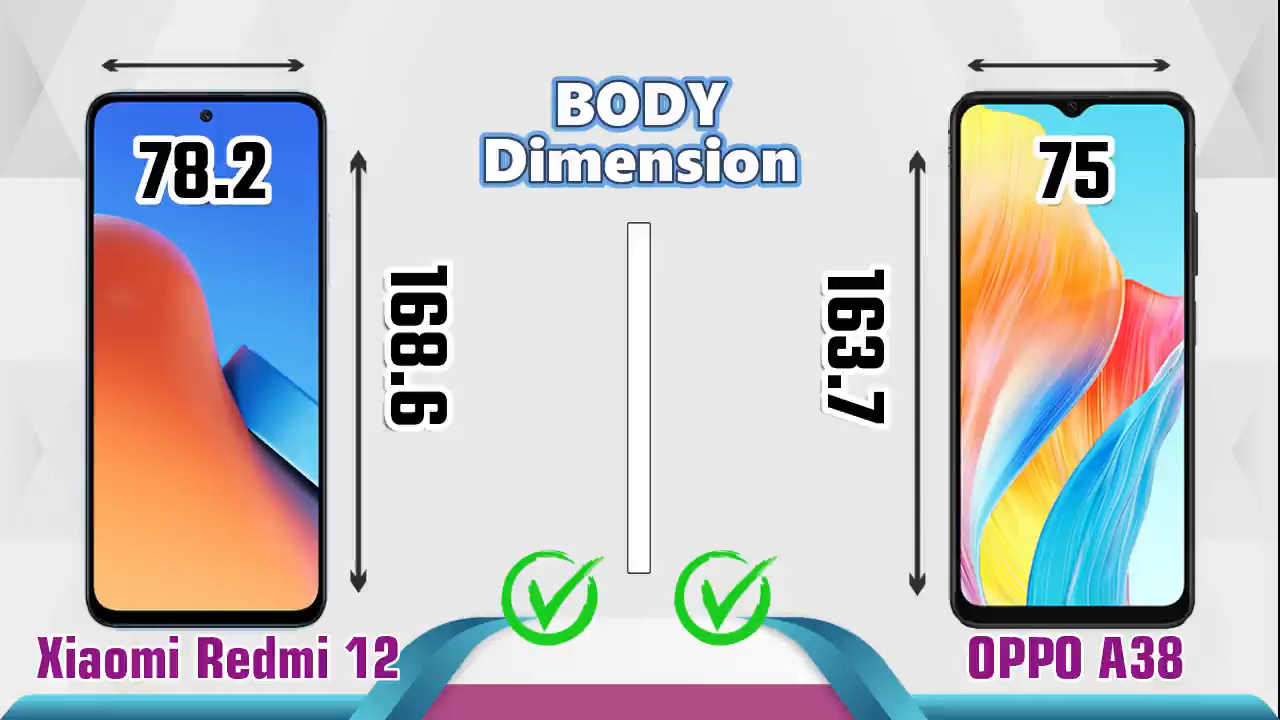 BODY
Dimension
78.2
168.6
163.7
75
Xiaomi Redmi 12
OPPO A38